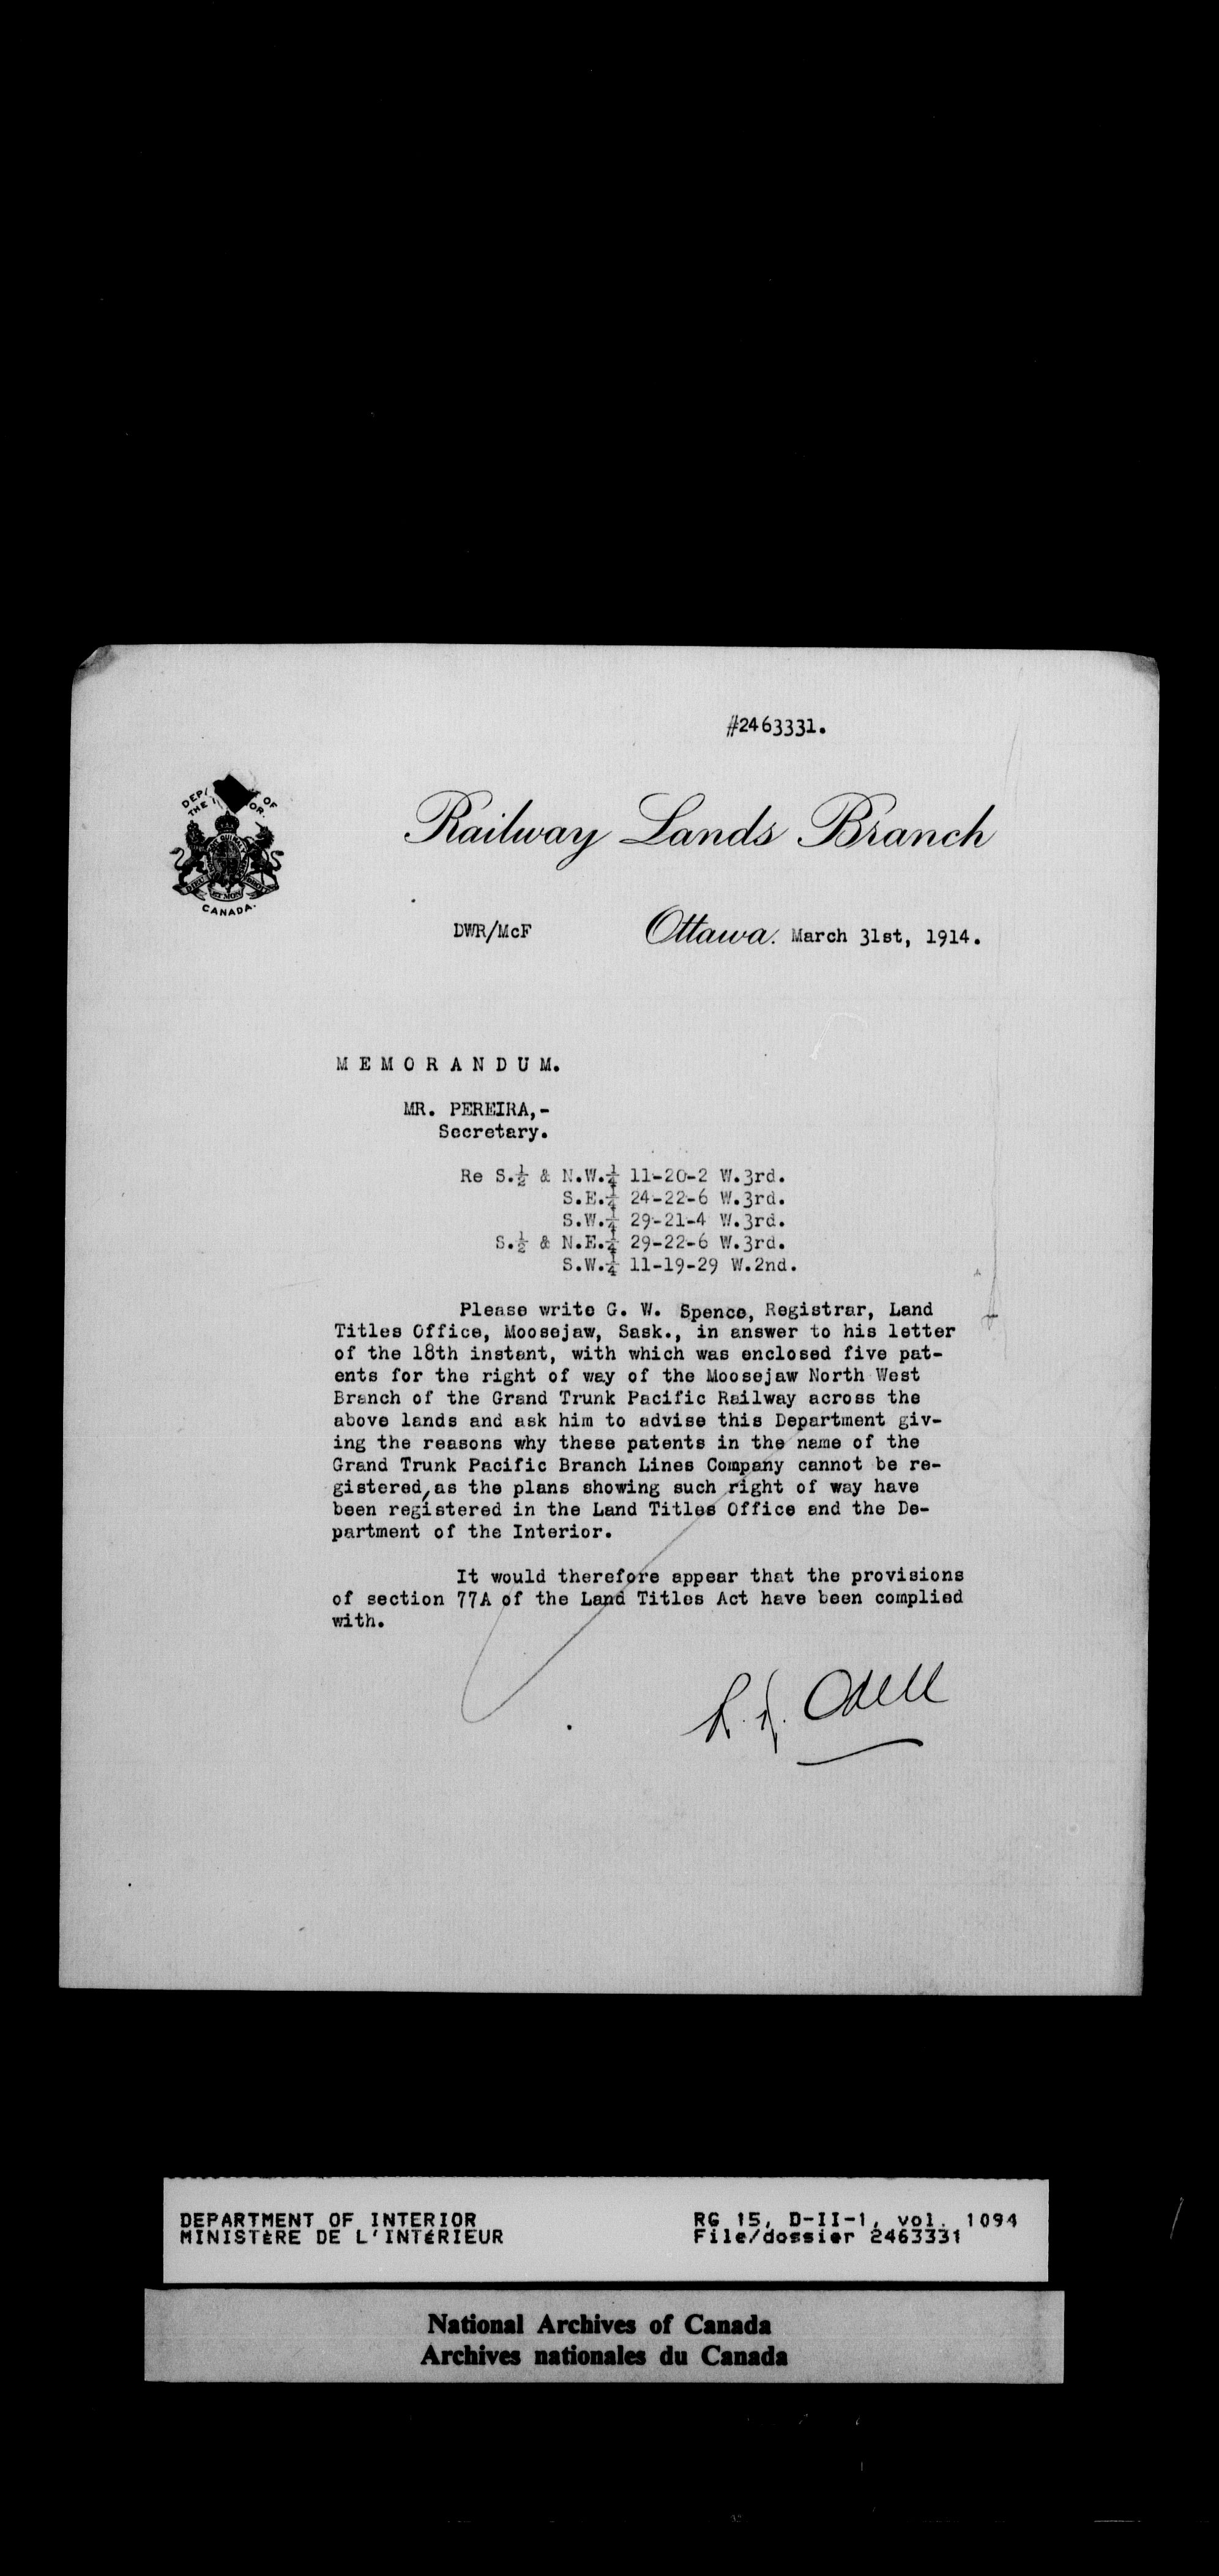 #2463331.
DEP OF
THE I OR.
DIEU ET MON DROIT
CANADA.
Railway Lands Branch
DWR/McF
Ottawa. March 31st, 1914.
M E M O R A N D U M.
MR. PEREIRA,-
Secretary.
Re S.½ & N.W.¼ 11-20-2 W.3rd.
S.E.¼ 24-22-6 W.3rd.
S.W.¼ 29-21-4 W.3rd.
S.½ & N.E.¼ 29-22-6 W.3rd.
S.W.¼ 11-19-29 W.2nd.
Please write G. W. Spence, Registrar, Land
Titles Office, Moosejaw, Sask., in answer to his letter
of the 18th instant, with which was enclosed five pat-
ents for the right of way of the Moosejaw North West
Branch of the Grand Trunk Pacific Railway across the
above lands and ask him to advise this Department giv-
ing the reasons why these patents in the name of the
Grand Trunk Pacific Branch Lines Company cannot be re-
gistered, as the plans showing such right of way have
been registered in the Land Titles Office and the De-
partment of the Interior.
It would therefore appear that the provisions
of section 77A of the Land Titles Act have been complied
with.
Odell
DEPARTMENT OF INTERIOR
MINISTÈRE DE L'INTÉRIEUR
RG 15, D-II-1, vol. 1094
File/dossier 2463331
National Archives of Canada
Archives nationales du Canada